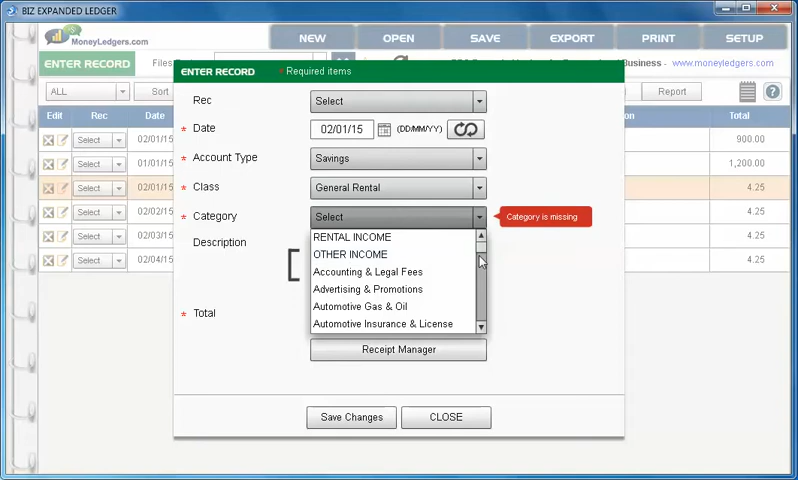 BIZ EXPANDED LEDGER
MoneyLedgers.com
NEW OPEN SAVE EXPORT PRINT SETUP
ENTER RECORD
Business - www.moneyledgers.com
ALL Sort Report
Edit Rec Date Total
Select 02/01/15 900.00
Select 01/01/15 1,200.00
Select 02/01/15 4.25
Select 02/02/15 4.25
Select 02/03/15 4.25
Select 02/04/15 4.25
ENTER RECORD * Required items
Rec Select
* Date 02/01/15 (DD/MM/YY)
* Account Type Savings
* Class General Rental
* Category Select Category is missing
RENTAL INCOME
OTHER INCOME
Accounting & Legal Fees
Advertising & Promotions
Automotive Gas & Oil
Automotive Insurance & License
Description
* Total
Receipt Manager
Save Changes CLOSE